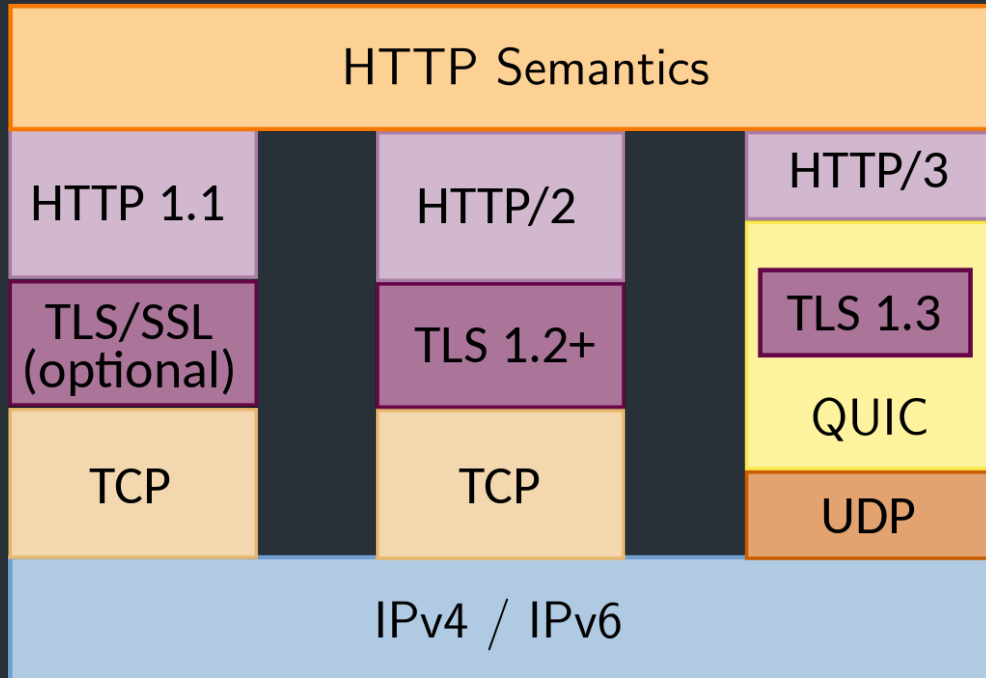 HTTP Semantics
HTTP 1.1
TLS/SSL
(optional)
TCP
HTTP/2
TLS 1.2+
TCP
HTTP/3
TLS 1.3
QUIC
UDP
IPv4 / IPv6